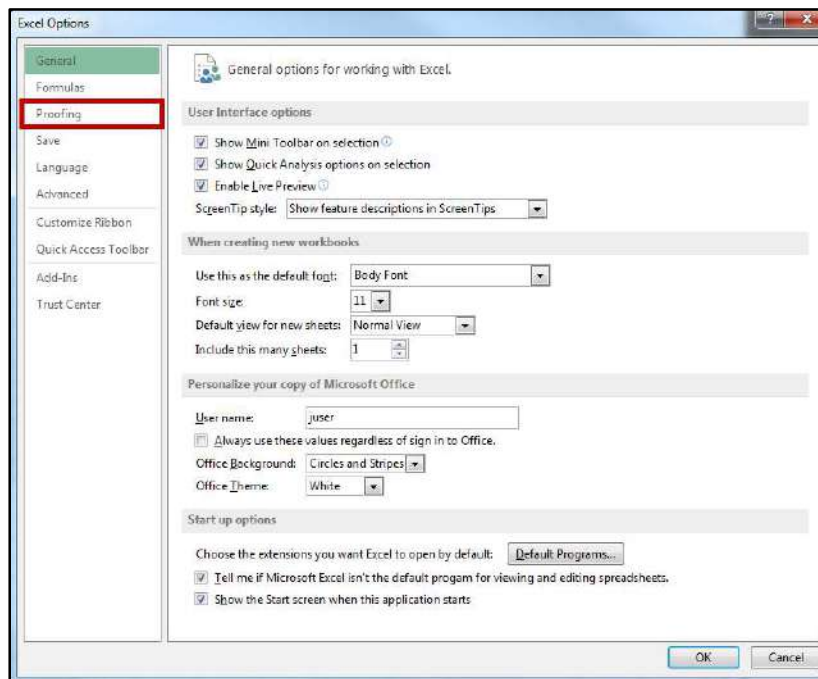 Excel Options
General
Formulas
Proofing
Save
Language
Advanced
Customize Ribbon
Quick Access Toolbar
Add-Ins
Trust Center
General options for working with Excel.
User Interface options
Show Mini Toolbar on selection
Show Quick Analysis options on selection
Enable Live Preview
ScreenTip style: Show feature descriptions in ScreenTips
When creating new workbooks
Use this as the default font: Body Font
Font size: 11
Default view for new sheets: Normal View
Include this many sheets: 1
Personalize your copy of Microsoft Office
User name: juser
Always use these values regardless of sign in to Office.
Office Background: Circles and Stripes
Office Theme: White
Start up options
Choose the extensions you want Excel to open by default: Default Programs...
Tell me if Microsoft Excel isn't the default progam for viewing and editing spreadsheets.
Show the Start screen when this application starts
OK Cancel